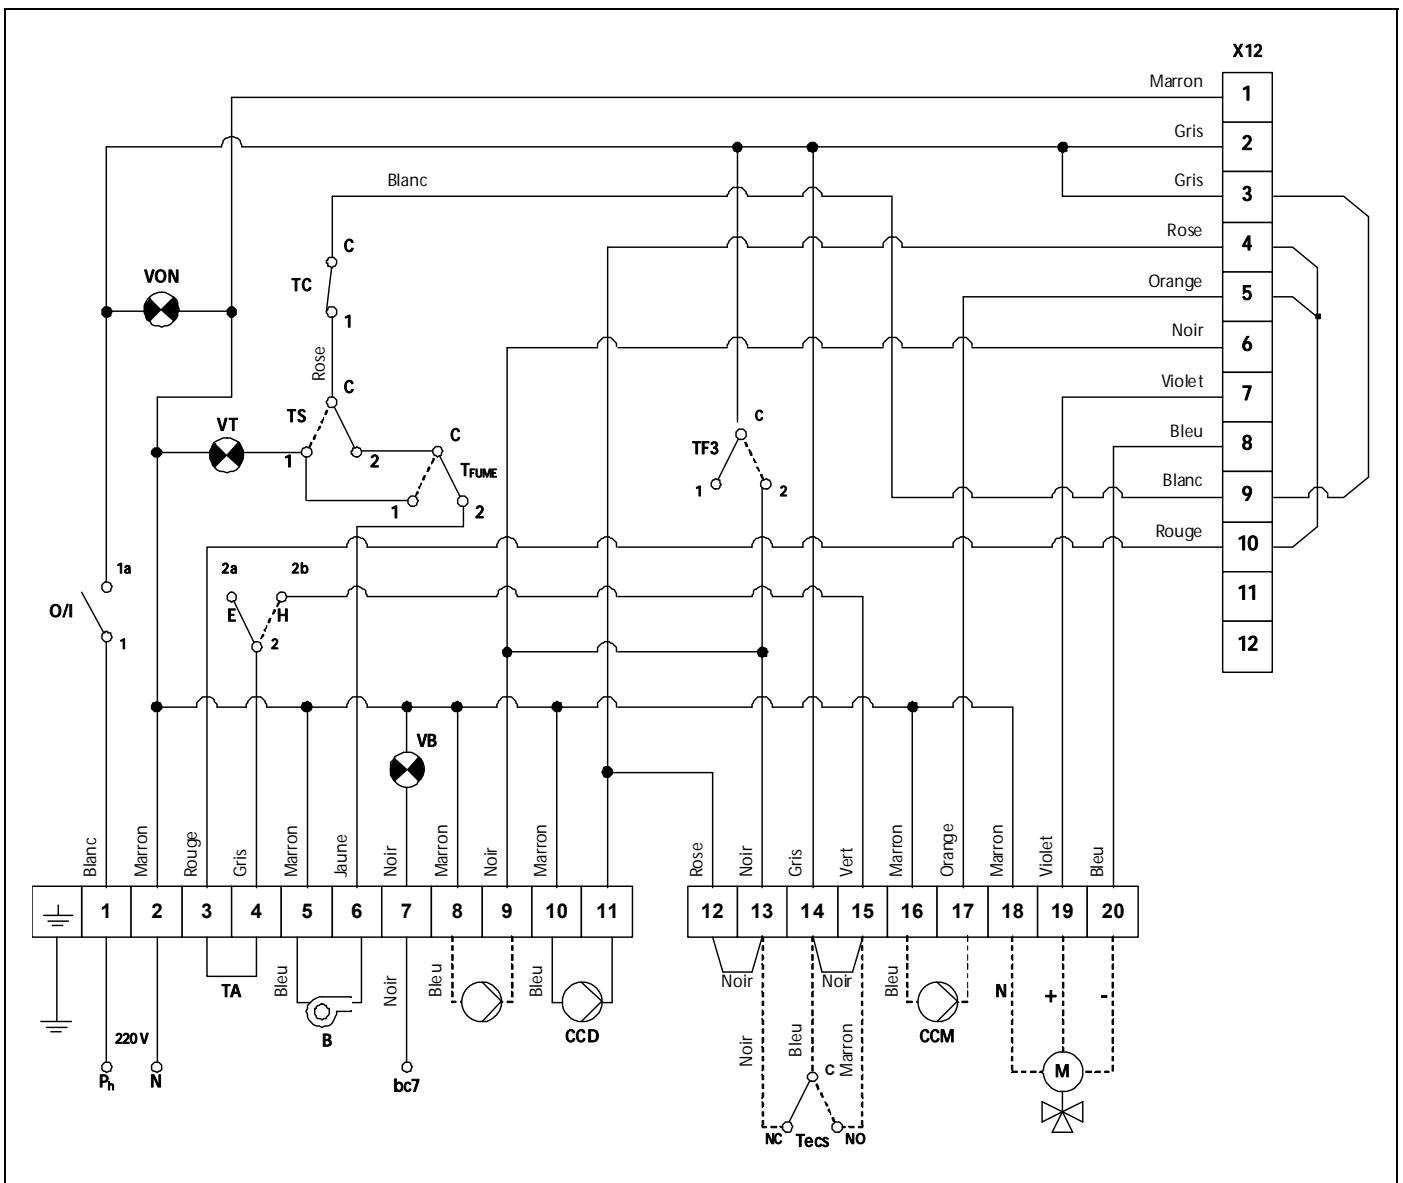 X12
Marron 1
Gris 2
Gris 3
Blanc
Rose 4
C
TC
Orange 5
VON
1
Noir 6
Rose
Violet 7
C
TS
VT
C
Bleu 8
1 2
TFUME
TF3
C
1 2
Blanc 9
1 2
Rouge 10
1a
2a 2b
O/I
E H
11
1
2
12
VB
Blanc Marron Rouge Gris Marron Jaune Noir Marron Noir Marron Rose Noir Gris Vert Marron Orange Marron Violet Bleu
1 2 3 4 5 6 7 8 9 10 11 12 13 14 15 16 17 18 19 20
TA
Bleu
B
Noir
Bleu
Bleu
CCD
Noir
Noir
Bleu
CCM
N + -
220 V
Ph N
bc7
Noir Bleu Marron
C
M
NC Tecs NO